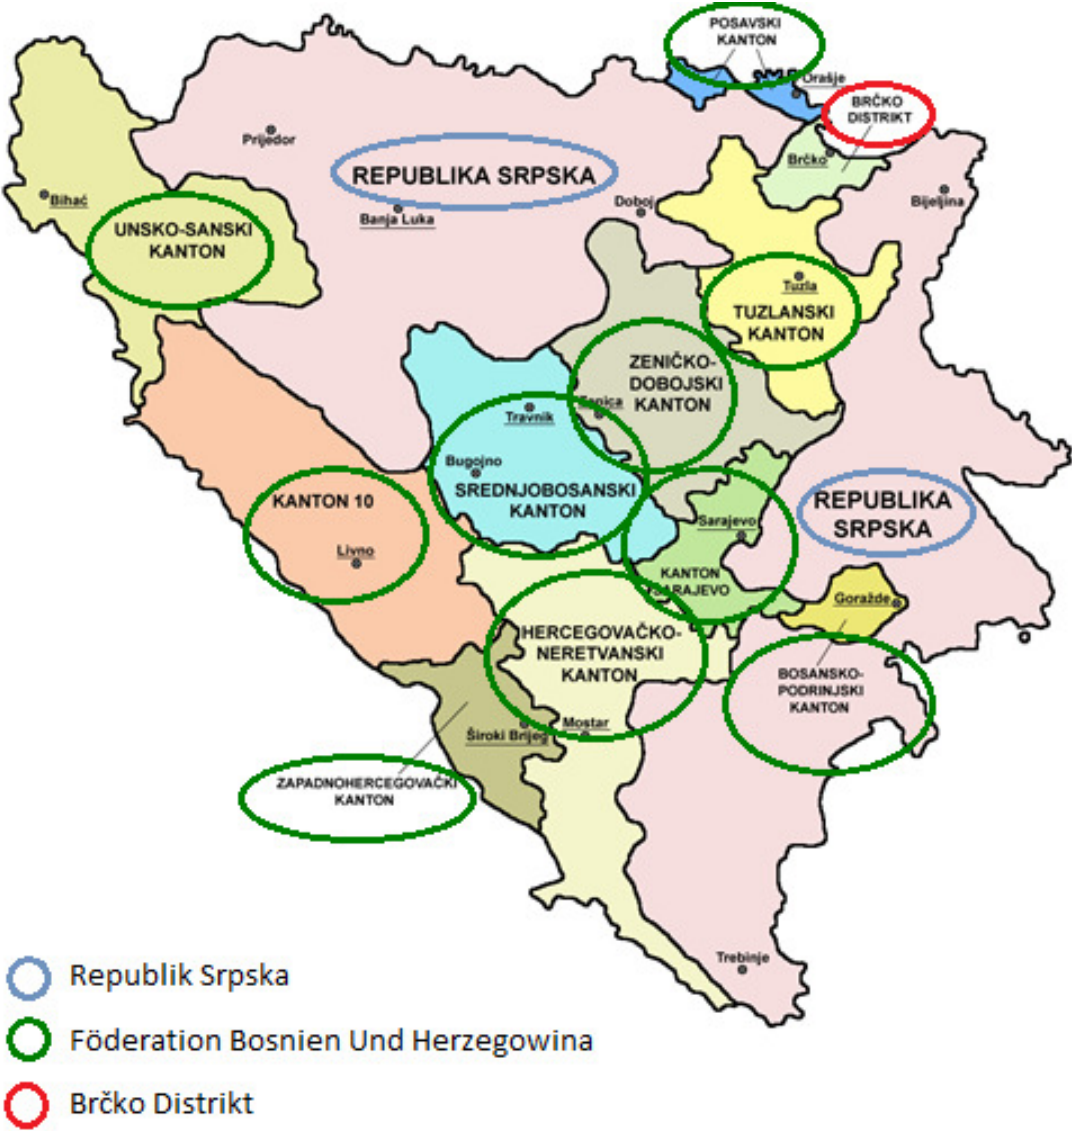 POSAVSKI
KANTON
Orašje
BRČKO
DISTRIKT
Prijedor
Brčko
REPUBLIKA SRPSKA
Bihać
Doboj
Bijeljina
Banja Luka
UNSKO-SANSKI
KANTON
Tuzla
TUZLANSKI
KANTON
ZENIČKO-
DOBOJSKI
KANTON
Zenica
Travnik
Bugojno
SREDNJOBOSANSKI
KANTON
KANTON 10
REPUBLIKA
SRPSKA
Sarajevo
Livno
KANTON
SARAJEVO
Goražde
HERCEGOVAČKO-
NERETVANSKI
KANTON
BOSANSKO-
PODRINJSKI
KANTON
Mostar
Široki Brijeg
ZAPADNOHERCEGOVAČKI
KANTON
Trebinje
Republik Srpska
Föderation Bosnien Und Herzegowina
Brčko Distrikt